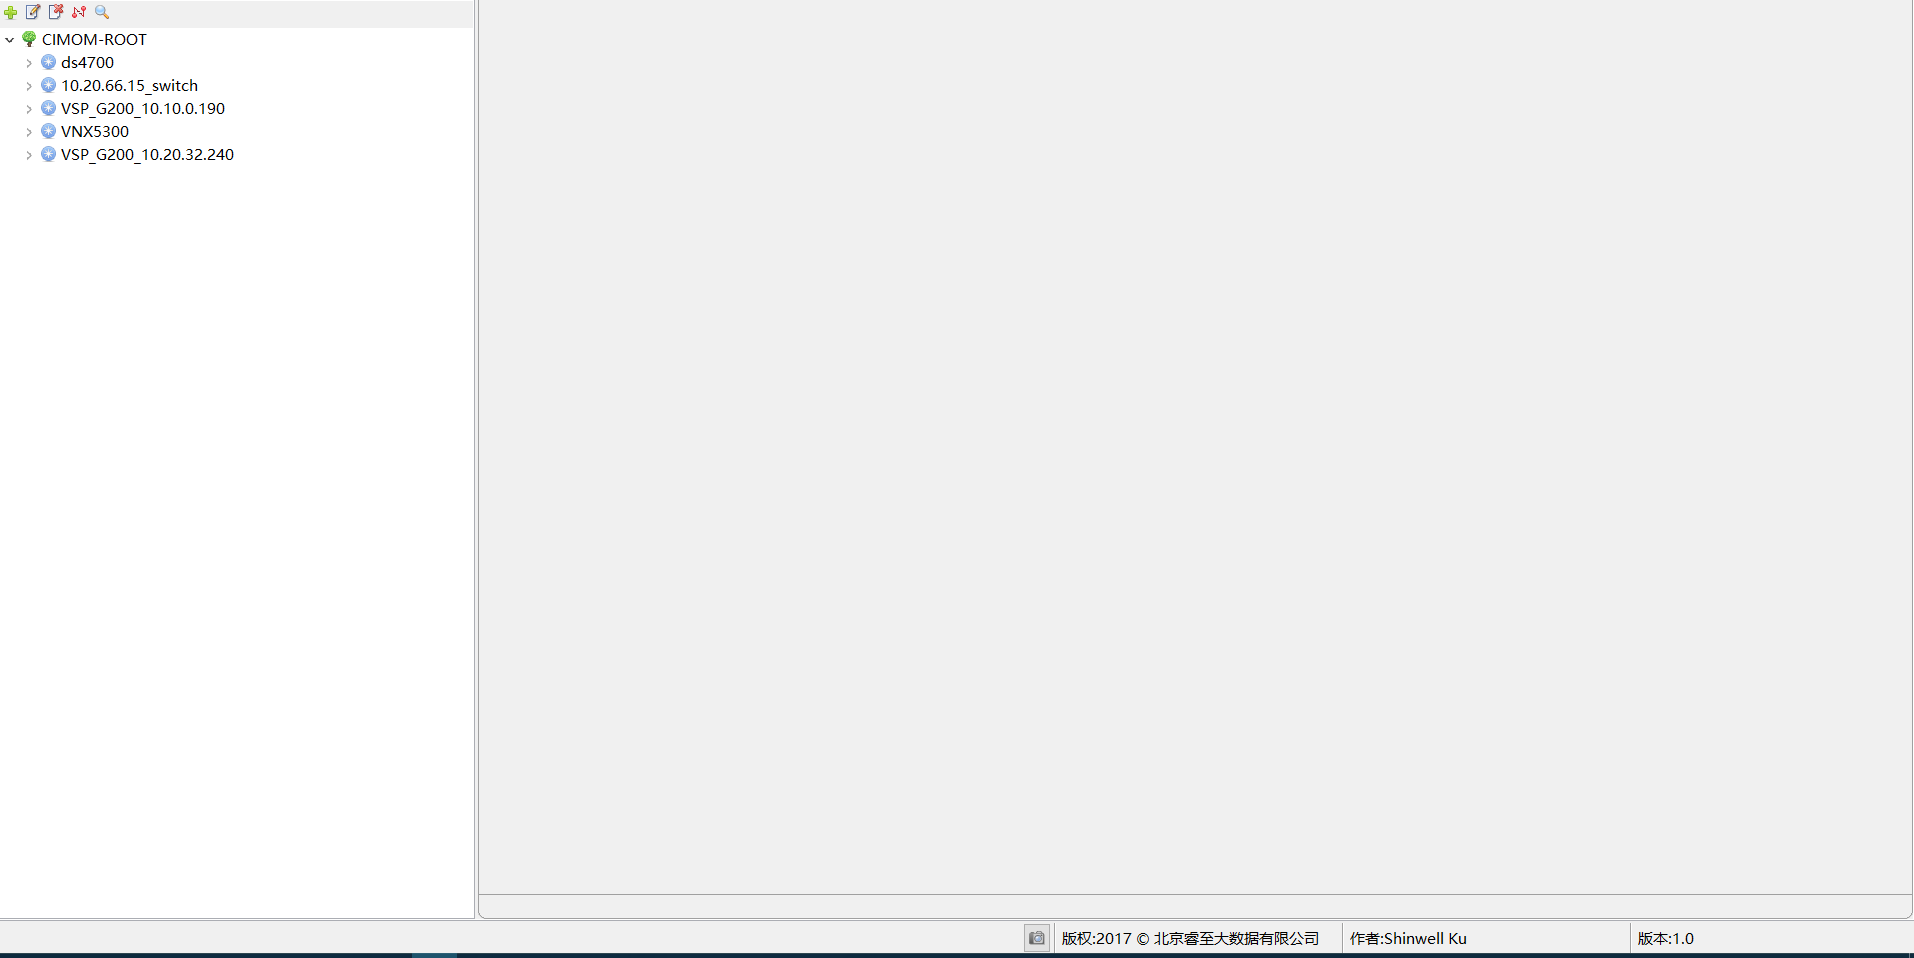 CIMOM-ROOT
ds4700
10.20.66.15_switch
VSP_G200_10.10.0.190
VNX5300
VSP_G200_10.20.32.240
版权:2017 © 北京睿至大数据有限公司
作者:Shinwell Ku
版本:1.0